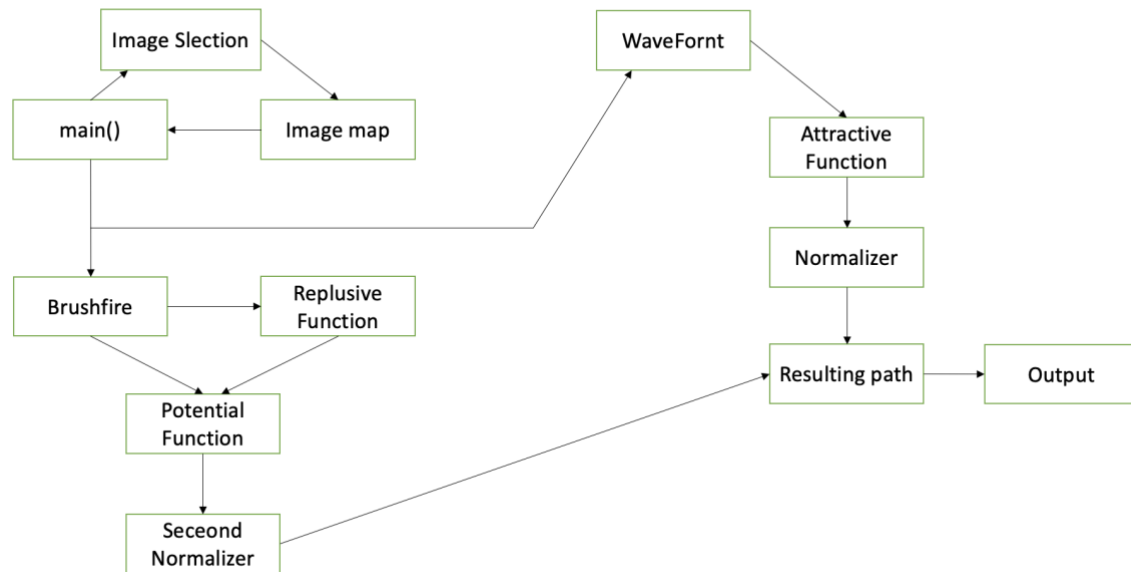 Image Slection
WaveFornt
main()
Image map
Attractive
Function
Normalizer
Brushfire
Replusive
Function
Resulting path
Output
Potential
Function
Seceond
Normalizer